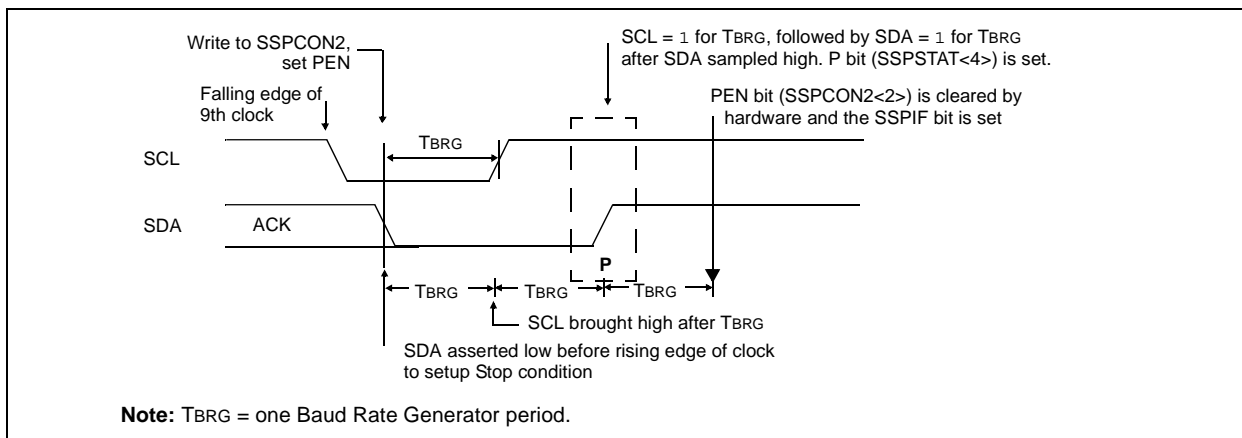 Write to SSPCON2,
set PEN
SCL = 1 for TBRG, followed by SDA = 1 for TBRG
after SDA sampled high. P bit (SSPSTAT<4>) is set.
Falling edge of
9th clock
PEN bit (SSPCON2<2>) is cleared by
hardware and the SSPIF bit is set
TBRG
SCL
SDA
ACK
P
TBRG
TBRG
TBRG
SCL brought high after TBRG
SDA asserted low before rising edge of clock
to setup Stop condition
Note: TBRG = one Baud Rate Generator period.